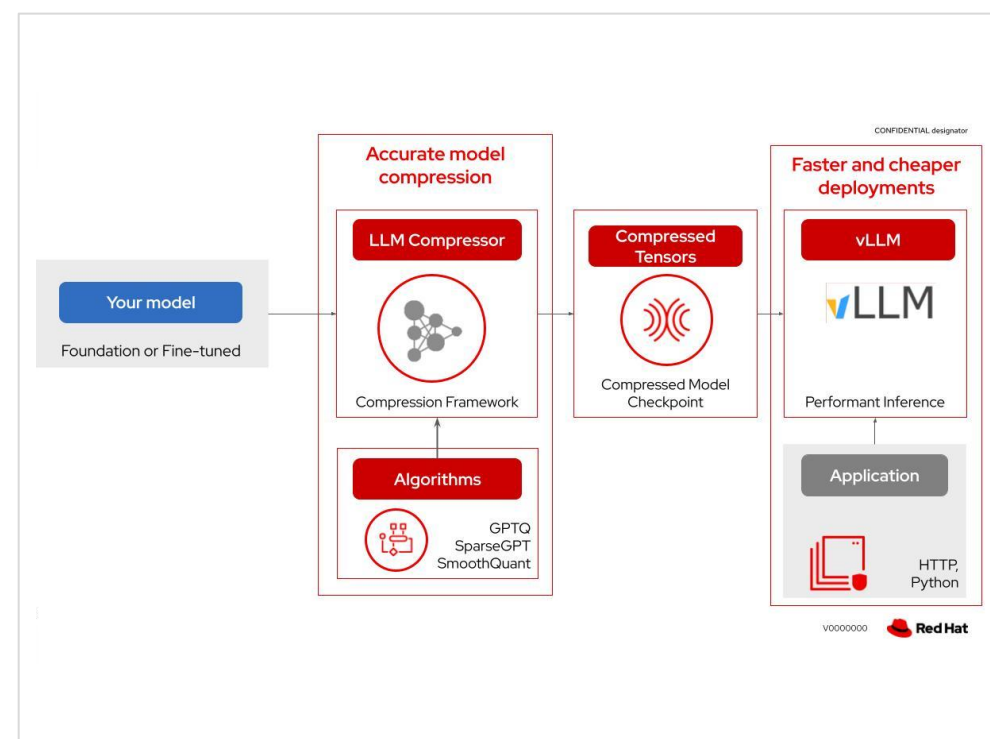 CONFIDENTIAL designator
Your model
Foundation or Fine-tuned
Accurate model
compression
LLM Compressor
Compression Framework
Algorithms
GPTQ
SparseGPT
SmoothQuant
Compressed
Tensors
Compressed Model
Checkpoint
Faster and cheaper
deployments
vLLM
vLLM
Performant Inference
Application
HTTP,
Python
V0000000
Red Hat